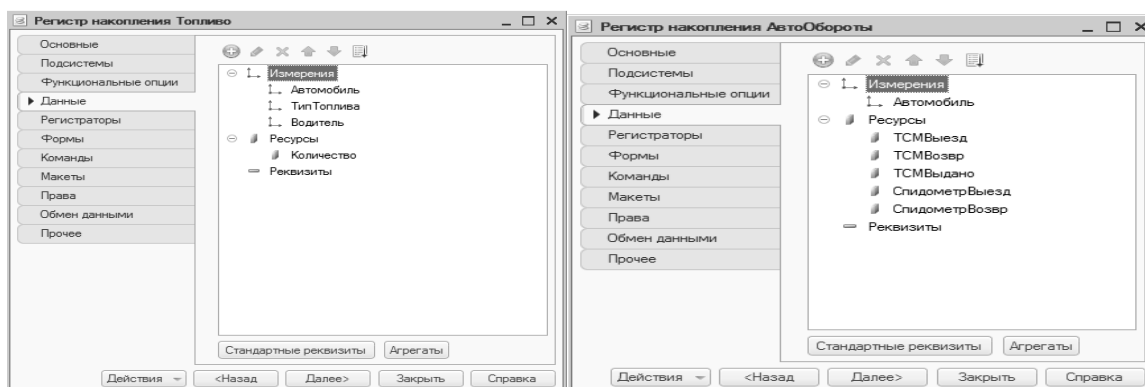 Регистр накопления Топливо
Основные
Подсистемы
Функциональные опции
Данные
Регистраторы
Формы
Команды
Макеты
Права
Обмен данными
Прочее
Измерения
Автомобиль
ТипТоплива
Водитель
Ресурсы
Количество
Реквизиты
Стандартные реквизиты
Агрегаты
Действия
<Назад
Далее>
Закрыть
Справка
Регистр накопления АвтоОбороты
Основные
Подсистемы
Функциональные опции
Данные
Регистраторы
Формы
Команды
Макеты
Права
Обмен данными
Прочее
Измерения
Автомобиль
Ресурсы
ТСМВыезд
ТСМВозвр
ТСМВыдано
СпидометрВыезд
СпидометрВозвр
Реквизиты
Стандартные реквизиты
Агрегаты
Действия
<Назад
Далее>
Закрыть
Справка